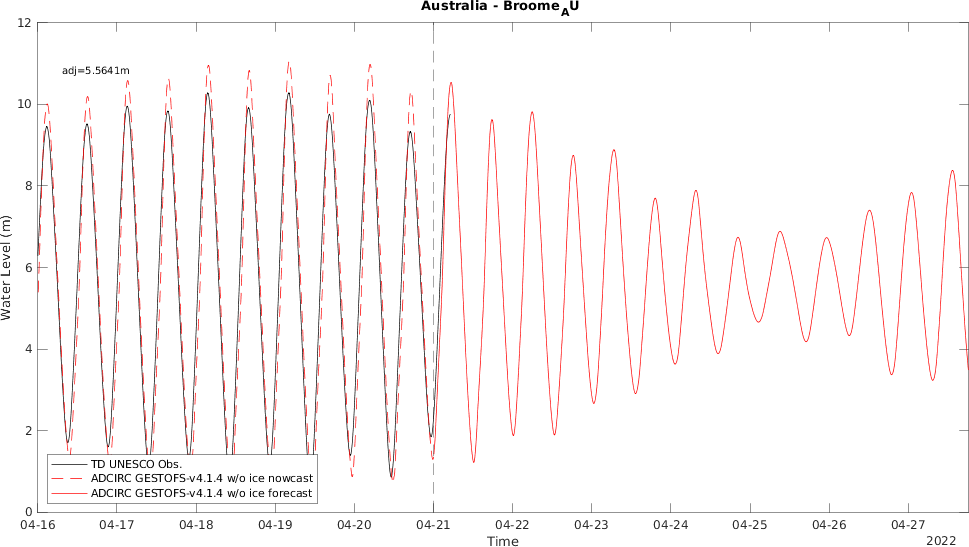 Australia - Broome_AU
12
10
8
6
4
2
0
Water Level (m)
adj=5.5641m
TD UNESCO Obs.
ADCIRC GESTOFS-v4.1.4 w/o ice nowcast
ADCIRC GESTOFS-v4.1.4 w/o ice forecast
04-16 04-17 04-18 04-19 04-20 04-21 04-22 04-23 04-24 04-25 04-26 04-27
Time
2022